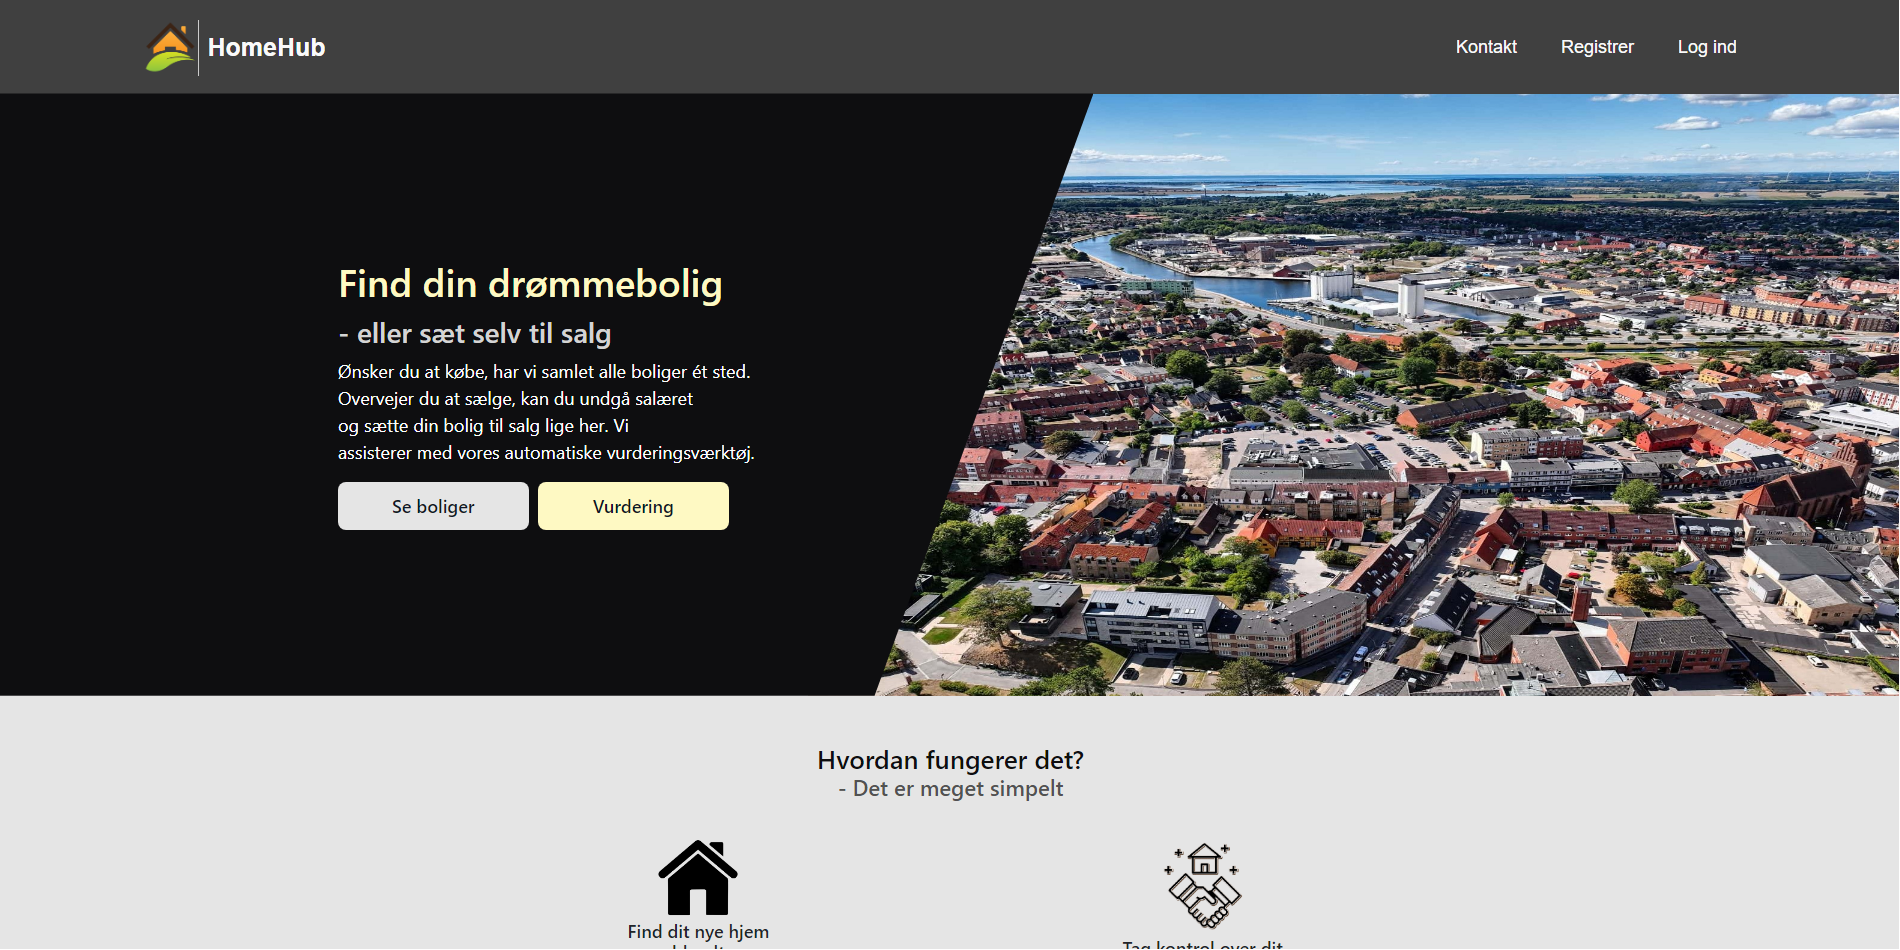 HomeHub
Kontakt
Registrer
Log ind
Find din drømmebolig
- eller sæt selv til salg
Ønsker du at købe, har vi samlet alle boliger ét sted.
Overvejer du at sælge, kan du undgå salæret
og sætte din bolig til salg lige her. Vi
assisterer med vores automatiske vurderingsværktøj.
Se boliger
Vurdering
Hvordan fungerer det?
- Det er meget simpelt
Find dit nye hjem
Tag kontrol over dit